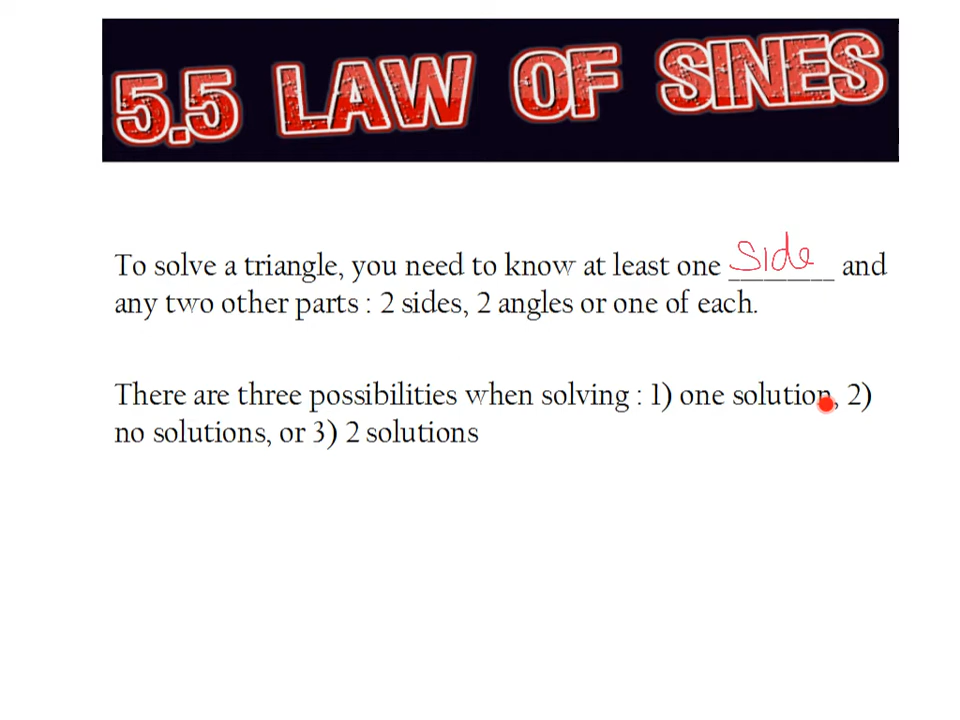 5.5 LAW OF SINES
To solve a triangle, you need to know at least one side and
any two other parts : 2 sides, 2 angles or one of each.
There are three possibilities when solving : 1) one solution, 2)
no solutions, or 3) 2 solutions